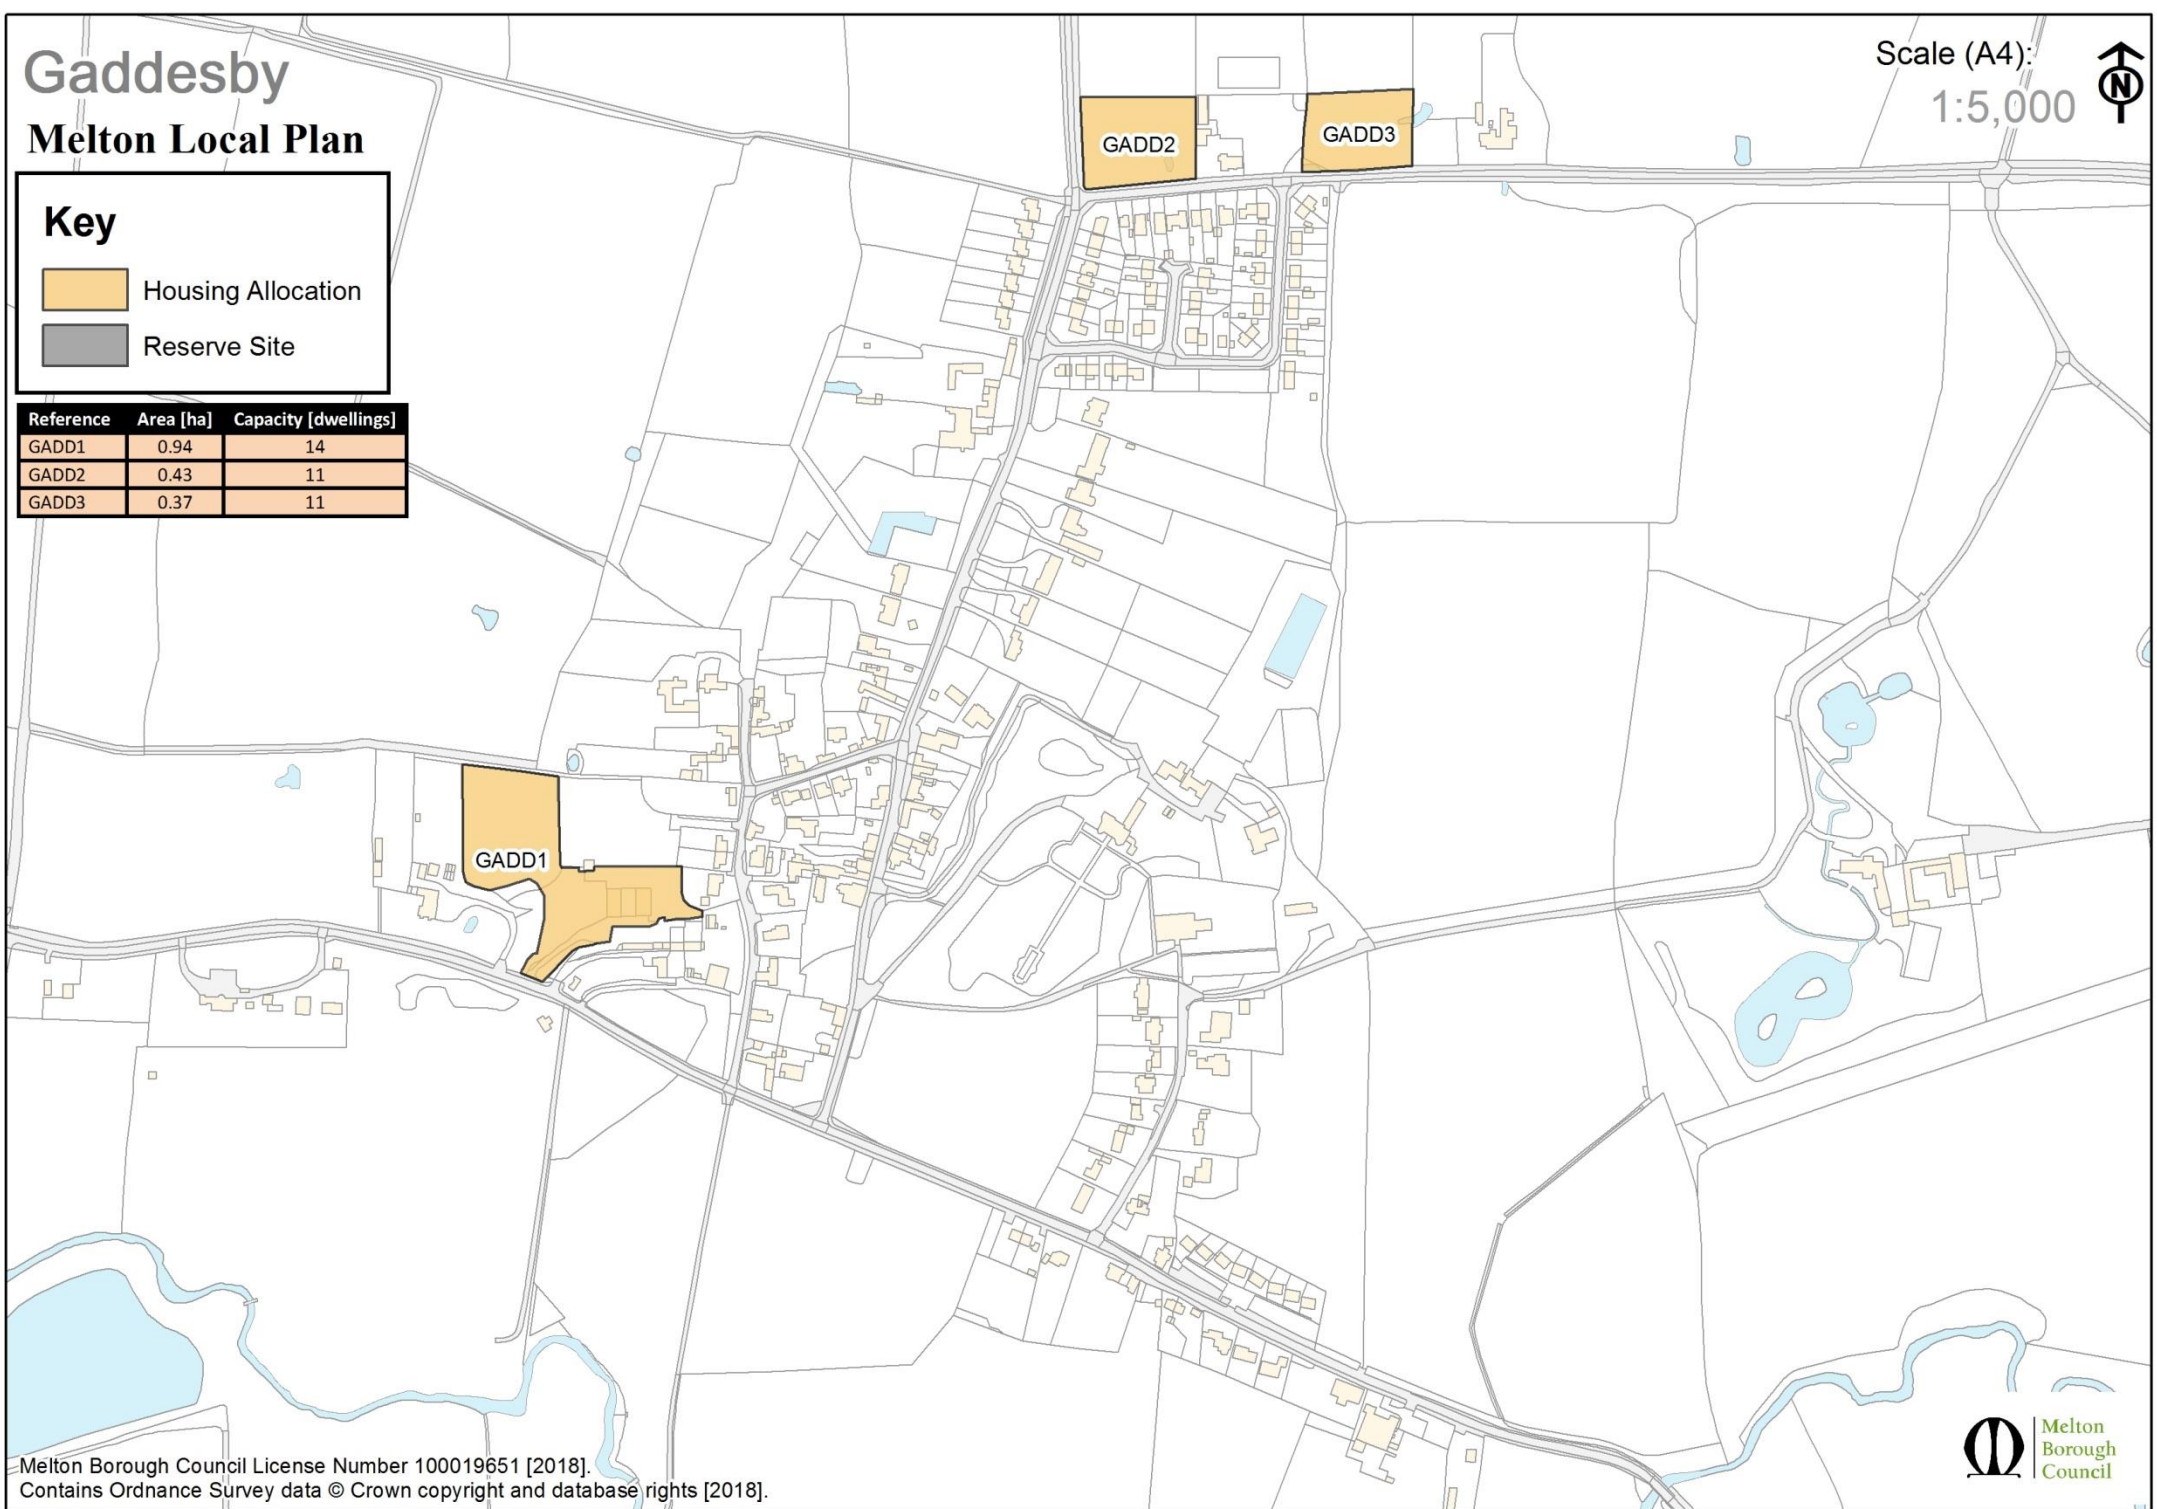 Gaddesby
Melton Local Plan
Scale (A4):
1:5,000
N
Key
Housing Allocation
Reserve Site
Reference Area [ha] Capacity [dwellings]
GADD1 0.94 14
GADD2 0.43 11
GADD3 0.37 11
GADD2
GADD3
GADD1
Melton Borough Council License Number 100019651 [2018].
Contains Ordnance Survey data © Crown copyright and database rights [2018].
Melton
Borough
Council